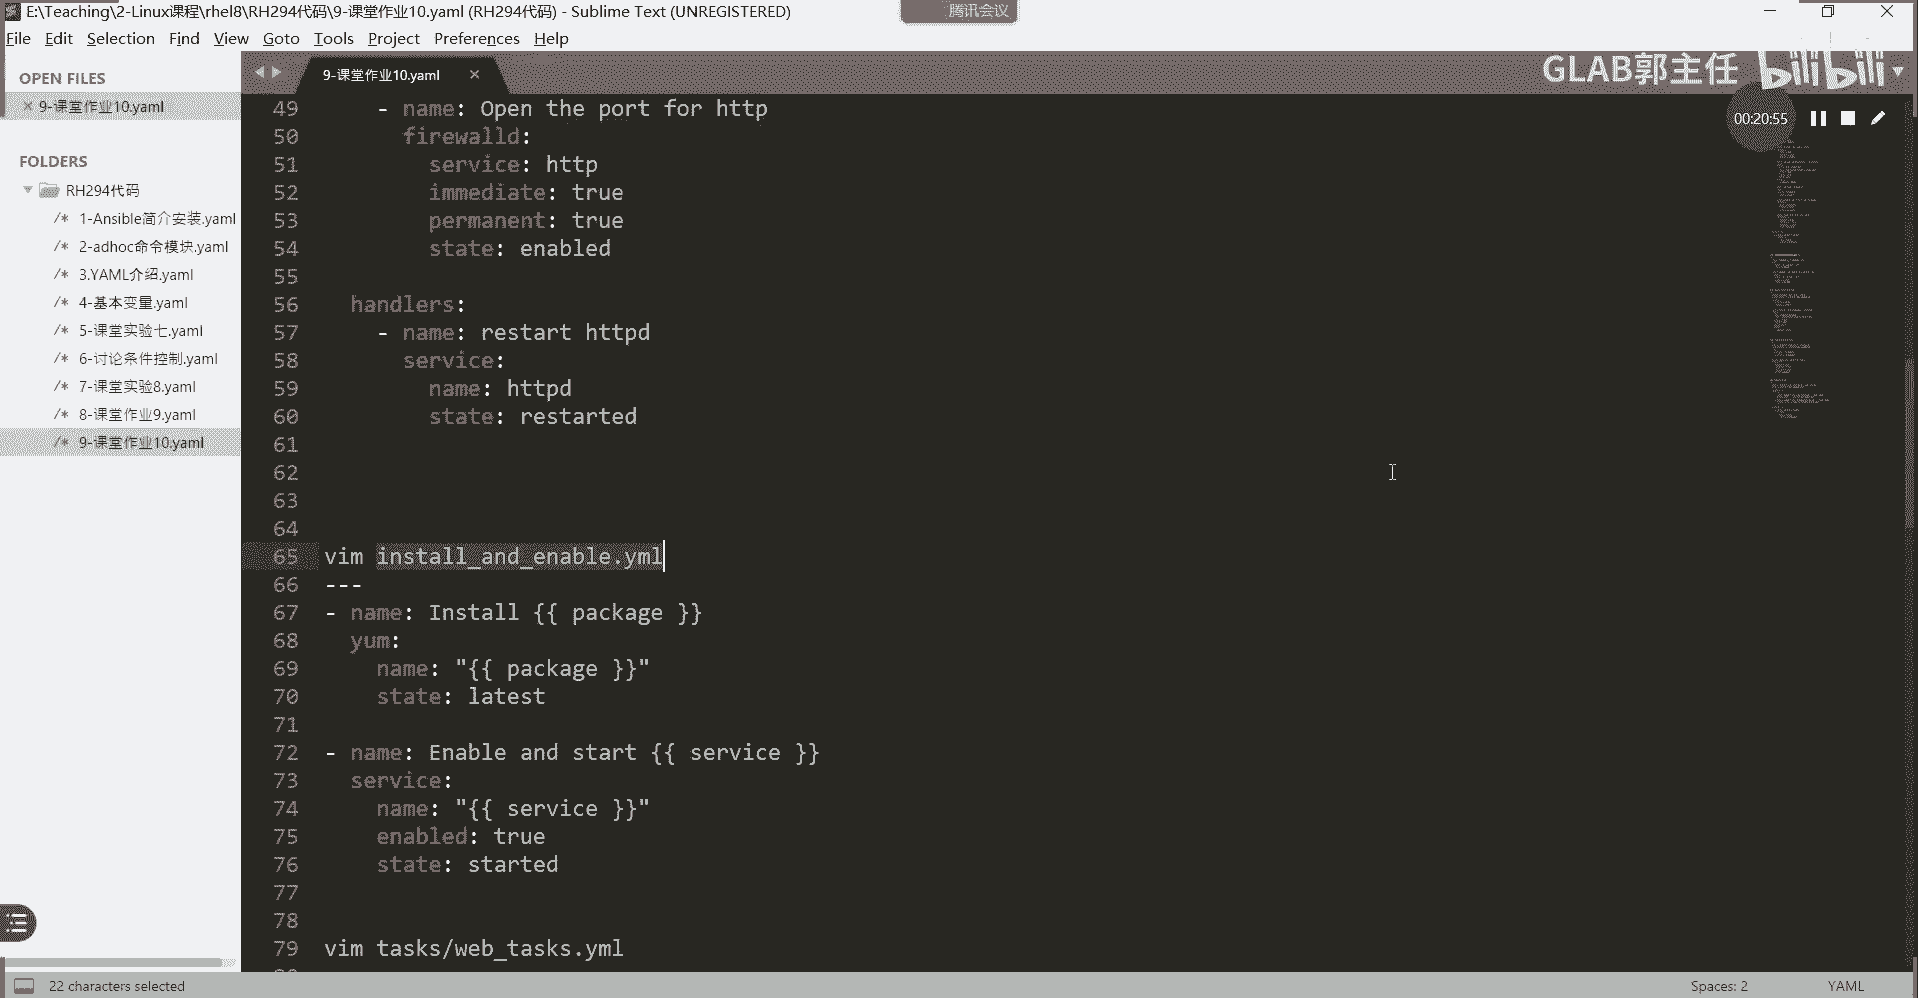 E:\Teaching\2-Linux课程\rhel8\RH294代码\9-课堂作业10.yaml (RH294代码) - Sublime Text (UNREGISTERED)
腾讯会议
File Edit Selection Find View Goto Tools Project Preferences Help
OPEN FILES
9-课堂作业10.yaml
FOLDERS
RH294代码
/* 1-Ansible简介安装.yaml
/* 2-adhoc命令模块.yaml
/* 3.YAML介绍.yaml
/* 4-基本变量.yaml
/* 5-课堂实验七.yaml
/* 6-讨论条件控制.yaml
/* 7-课堂实验8.yaml
/* 8-课堂作业9.yaml
/* 9-课堂作业10.yaml
9-课堂作业10.yaml
GLAB郭主任 bilibili
00:20:55
49 - name: Open the port for http
50 firewalld:
51 service: http
52 immediate: true
53 permanent: true
54 state: enabled
55
56 handlers:
57 - name: restart httpd
58 service:
59 name: httpd
60 state: restarted
61
62
63
64
65 vim install_and_enable.yml
66 ---
67 - name: Install {{ package }}
68 yum:
69 name: "{{ package }}"
70 state: latest
71
72 - name: Enable and start {{ service }}
73 service:
74 name: "{{ service }}"
75 enabled: true
76 state: started
77
78
79 vim tasks/web_tasks.yml
22 characters selected
Spaces: 2
YAML